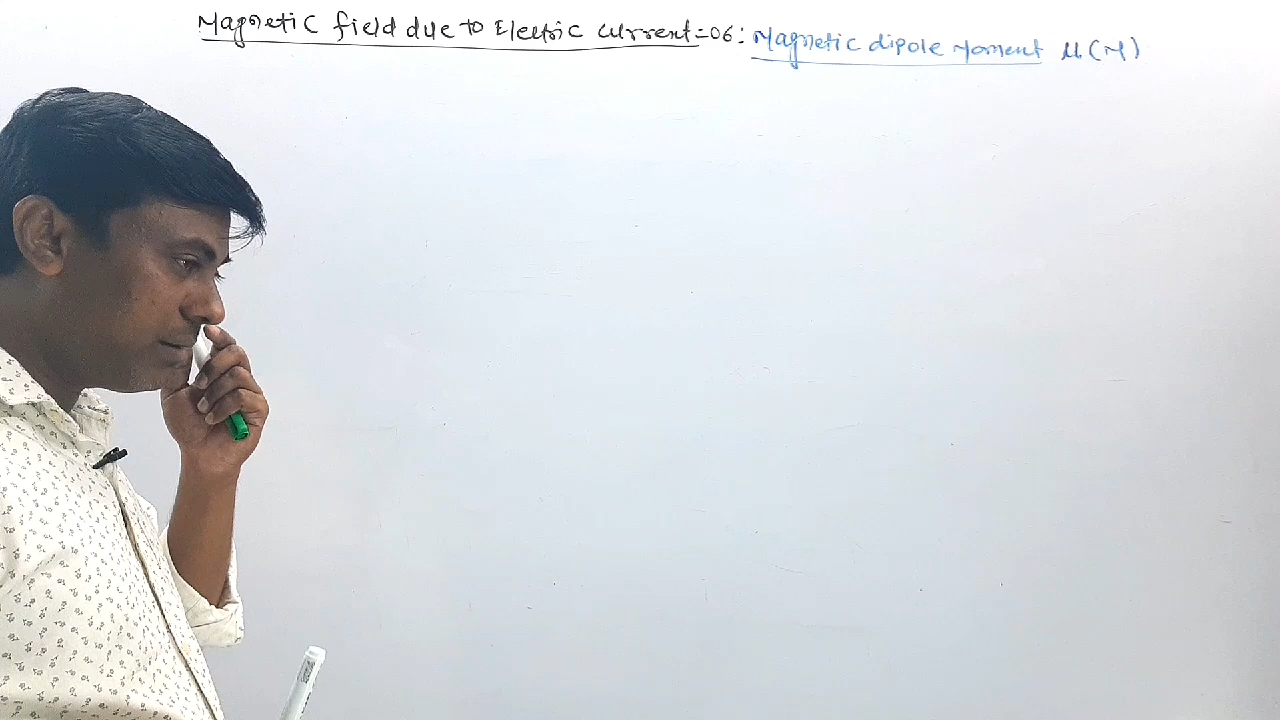 Magnetic field due to Electric current-06: Magnetic dipole Moment μ(M)